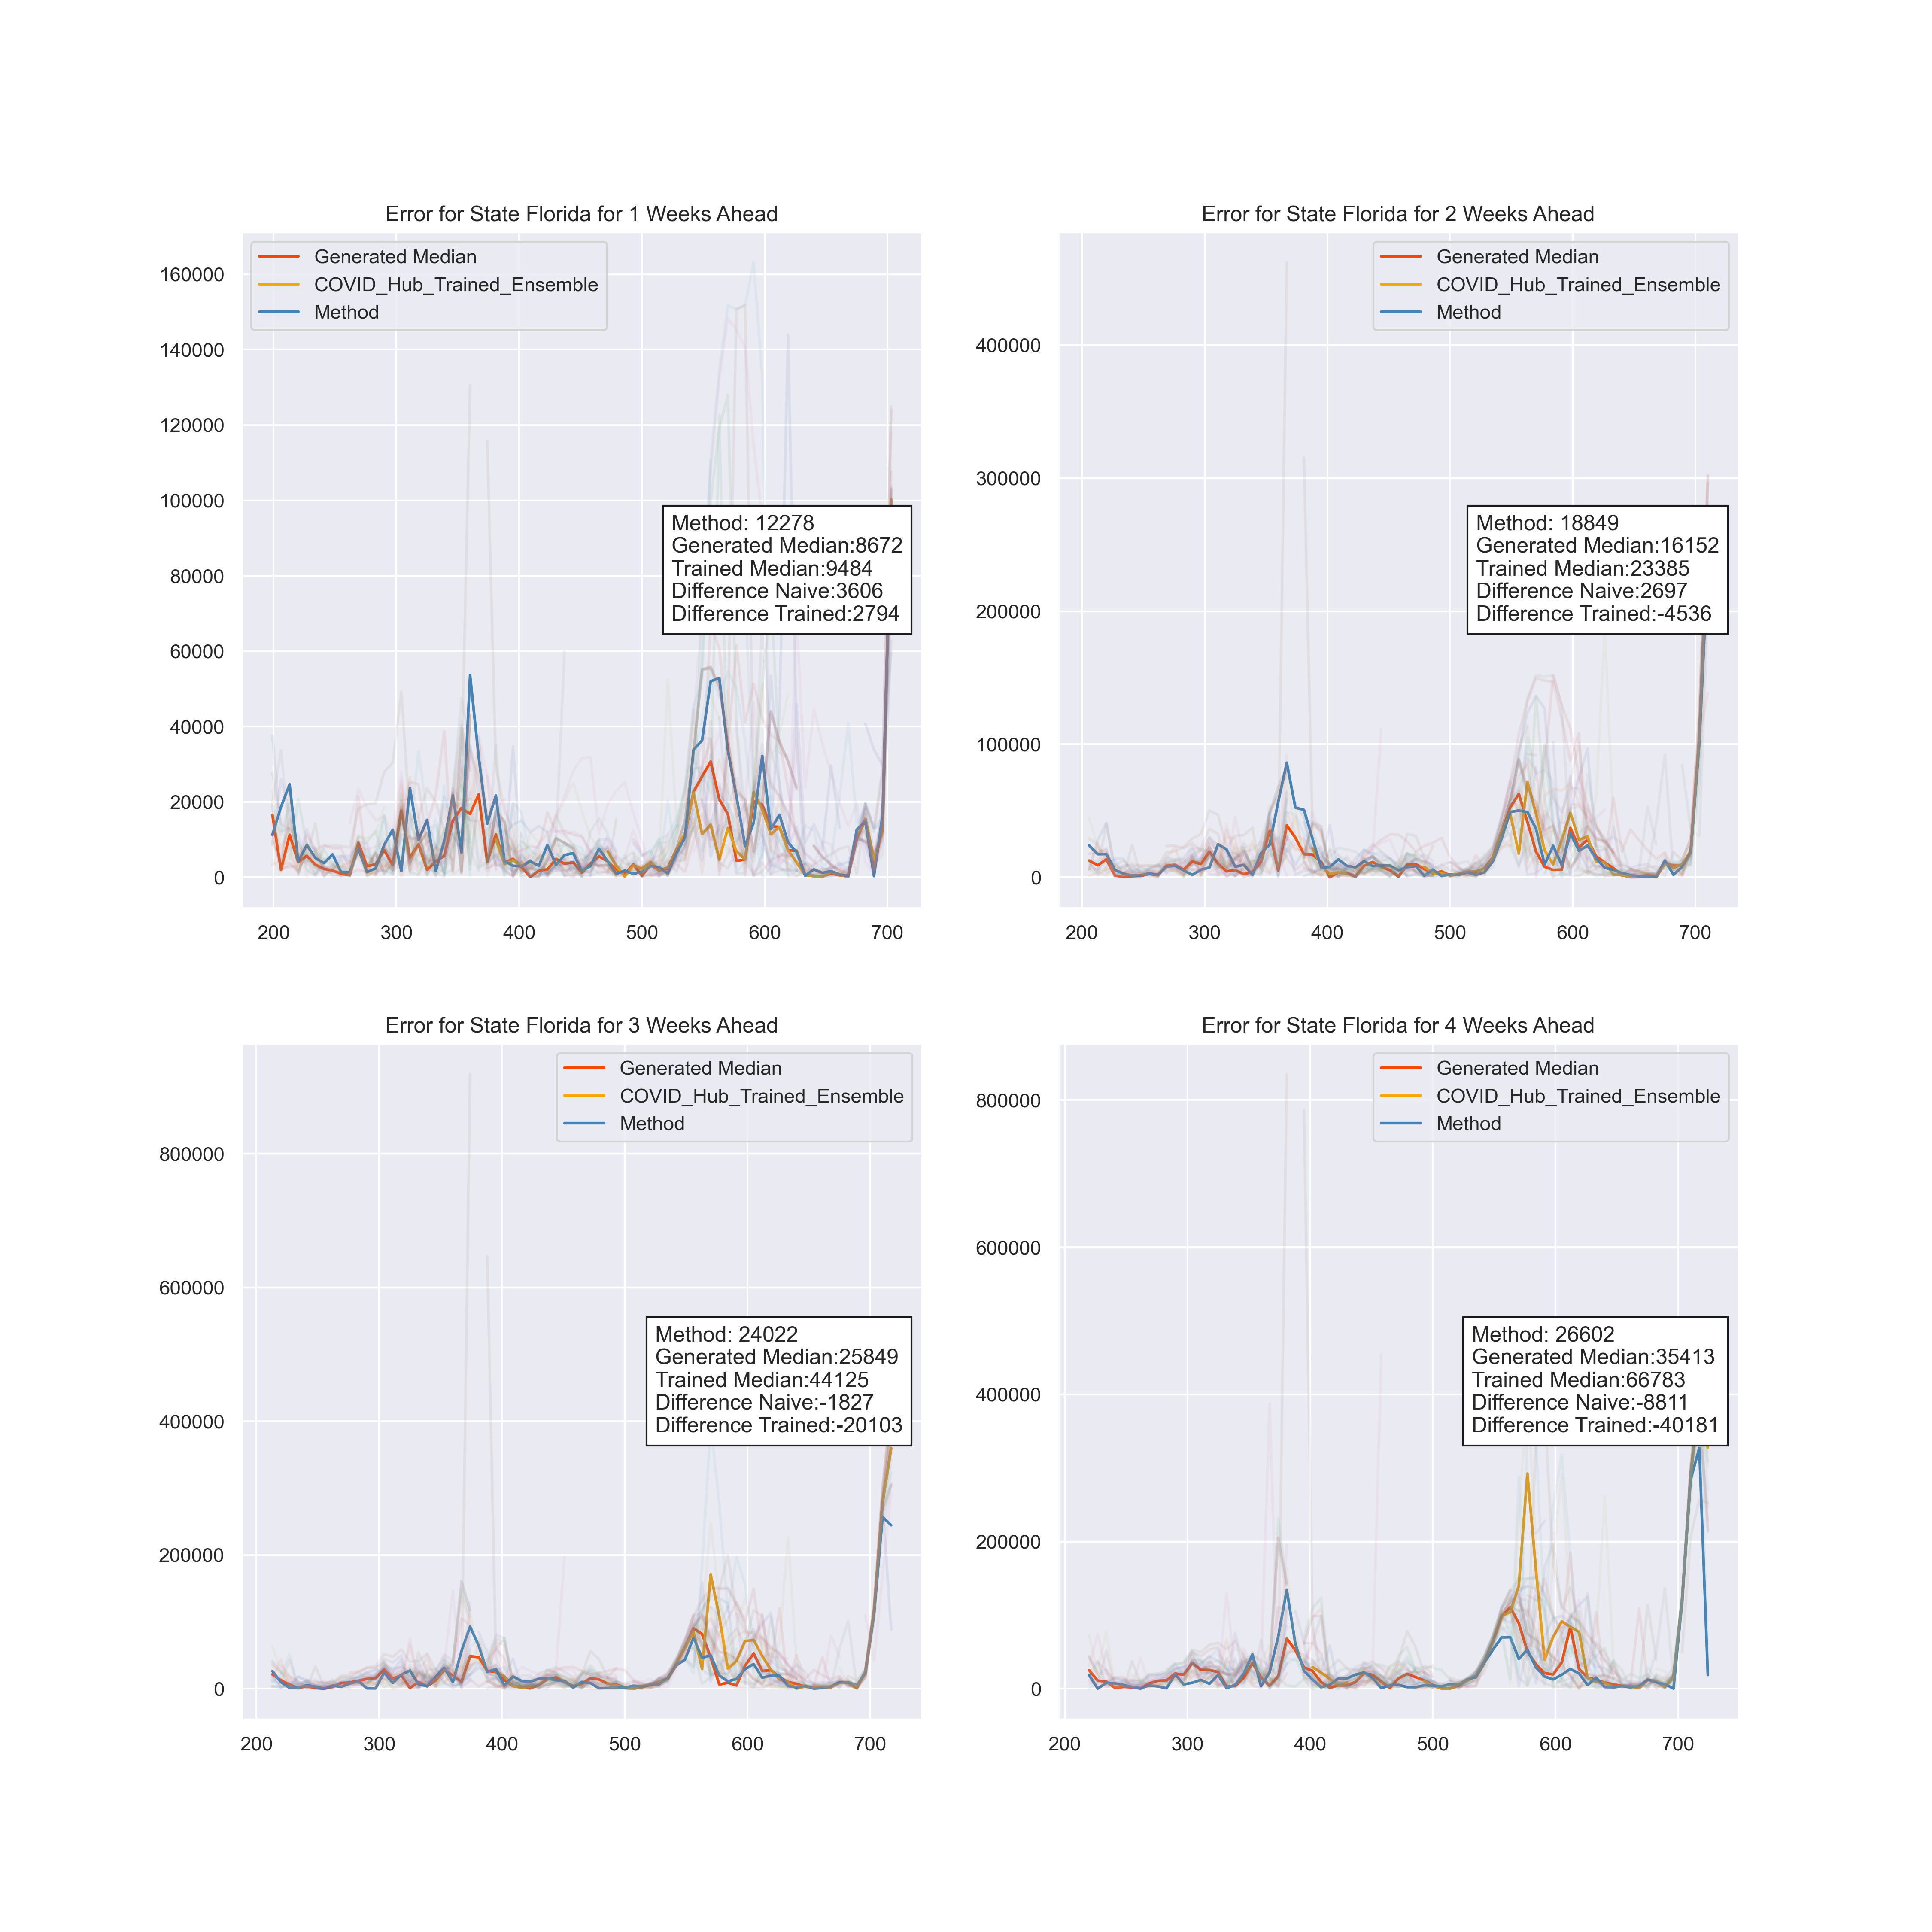 Error for State Florida for 1 Weeks Ahead
Generated Median
COVID_Hub_Trained_Ensemble
Method
160000
140000
120000
100000
80000
60000
40000
20000
0
Method: 12278
Generated Median:8672
Trained Median:9484
Difference Naive:3606
Difference Trained:2794
200 300 400 500 600 700
Error for State Florida for 2 Weeks Ahead
Generated Median
COVID_Hub_Trained_Ensemble
Method
400000
300000
200000
100000
0
Method: 18849
Generated Median:16152
Trained Median:23385
Difference Naive:2697
Difference Trained:-4536
200 300 400 500 600 700
Error for State Florida for 3 Weeks Ahead
Generated Median
COVID_Hub_Trained_Ensemble
Method
800000
600000
400000
200000
0
Method: 24022
Generated Median:25849
Trained Median:44125
Difference Naive:-1827
Difference Trained:-20103
200 300 400 500 600 700
Error for State Florida for 4 Weeks Ahead
Generated Median
COVID_Hub_Trained_Ensemble
Method
800000
600000
400000
200000
0
Method: 26602
Generated Median:35413
Trained Median:66783
Difference Naive:-8811
Difference Trained:-40181
200 300 400 500 600 700